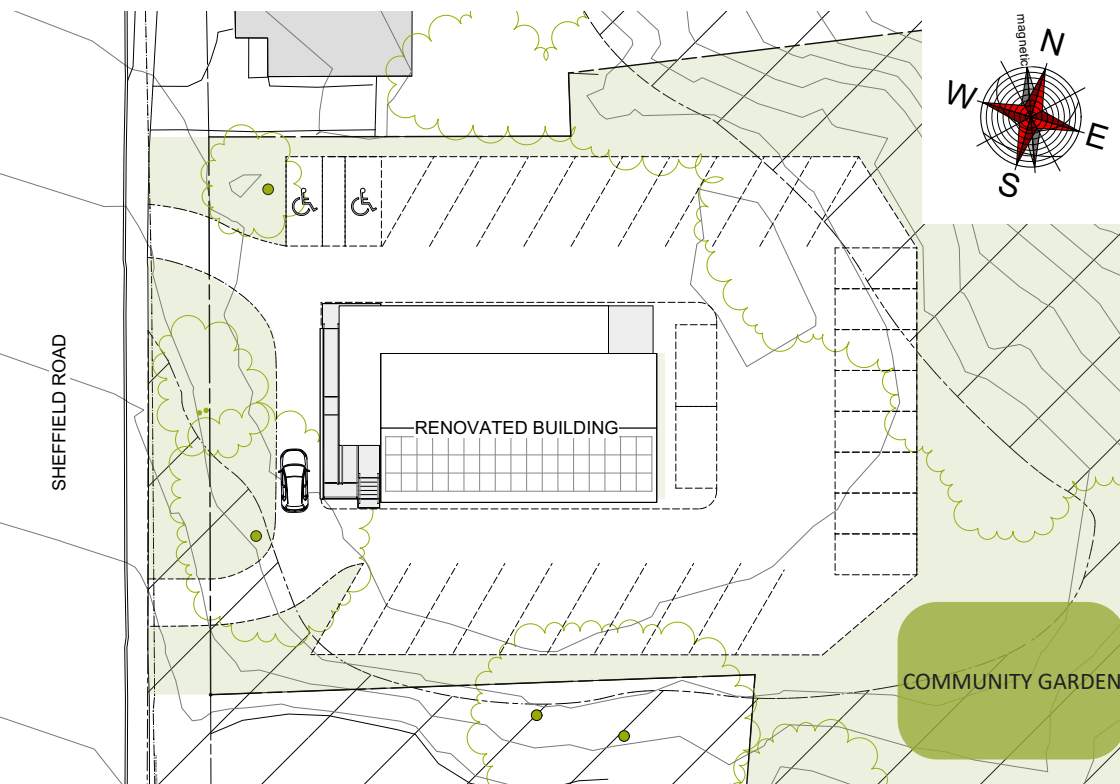 magnetic
N
W
E
S
SHEFFIELD ROAD
RENOVATED BUILDING
COMMUNITY GARDEN